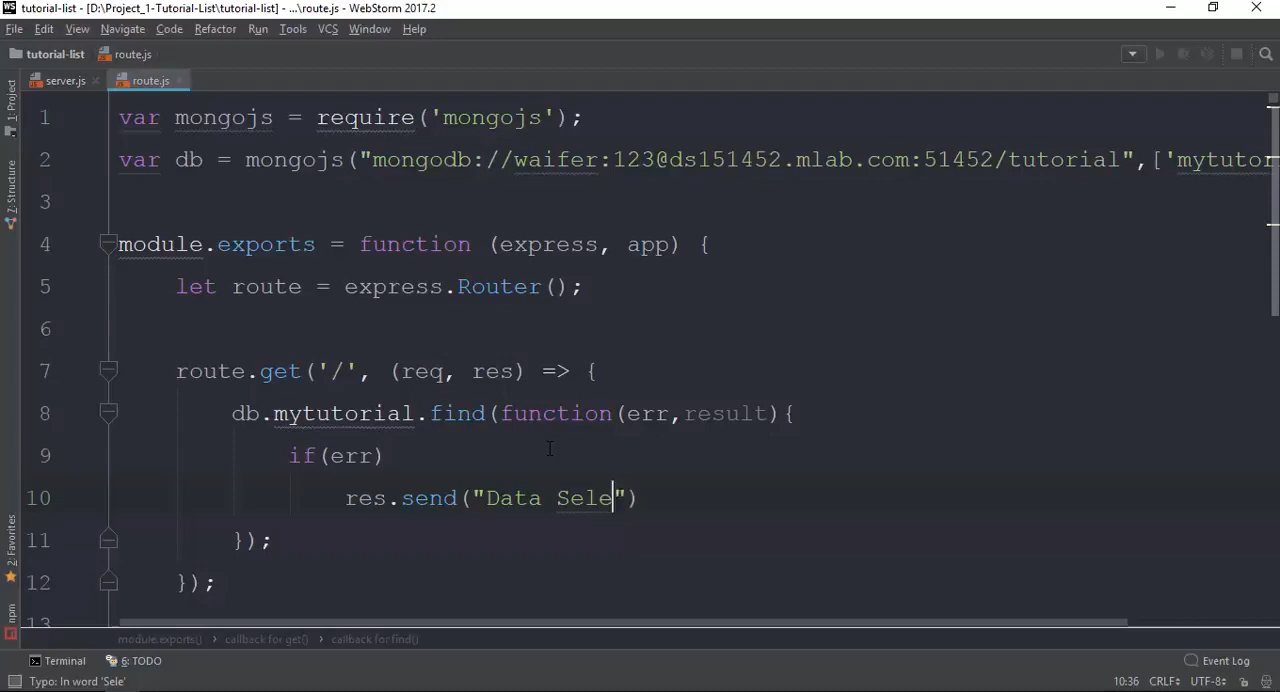 tutorial-list - [D:\Project_1-Tutorial-List\tutorial-list] - ...\route.js - WebStorm 2017.2
File Edit View Navigate Code Refactor Run Tools VCS Window Help
tutorial-list route.js
server.js route.js
1: Project
7: Structure
2: Favorites
npm
1 var mongojs = require('mongojs');
2 var db = mongojs("mongodb://waifer:123@ds151452.mlab.com:51452/tutorial",['mytutor
3
4 module.exports = function (express, app) {
5 let route = express.Router();
6
7 route.get('/', (req, res) => {
8 db.mytutorial.find(function(err,result){
9 if(err)
10 res.send("Data Sele")
11 });
12 });
13
module.exports() › callback for get() › callback for find()
Terminal 6: TODO Event Log
Typo: In word 'Sele' 10:36 CRLF÷ UTF-8÷